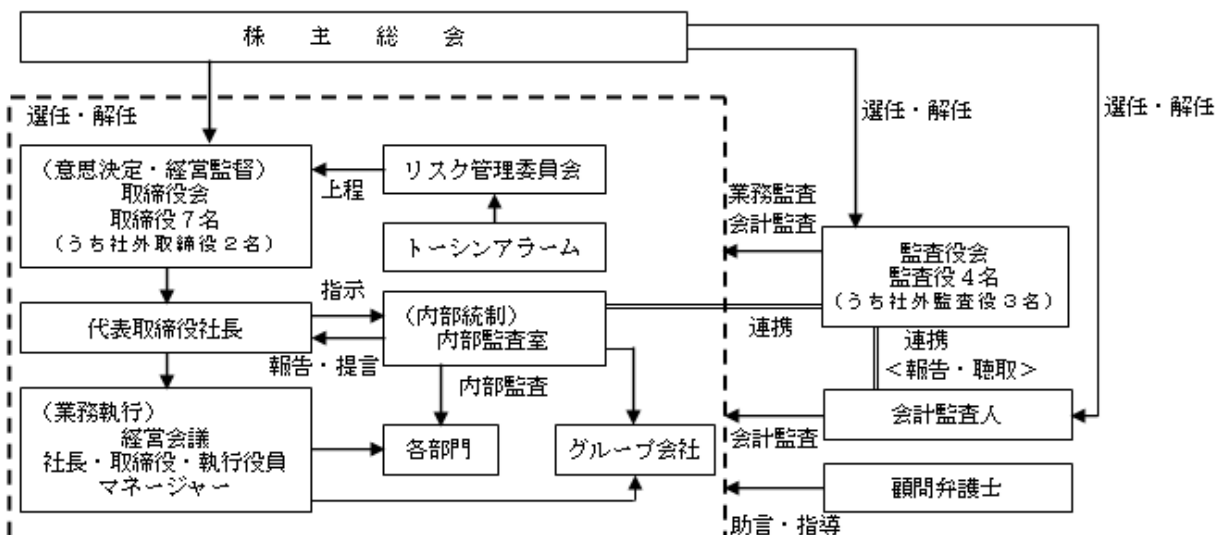 株　主　総　会
選任・解任
選任・解任
選任・解任
（意思決定・経営監督）
取締役会
取締役７名
（うち社外取締役２名）
上程
リスク管理委員会
トーシンアラーム
業務監査
会計監査
監査役会
監査役４名
（うち社外監査役３名）
代表取締役社長
指示
報告・提言
（内部統制）
内部監査室
連携
連携
＜報告・聴取＞
内部監査
（業務執行）
経営会議
社長・取締役・執行役員
マネージャー
各部門
グループ会社
会計監査
会計監査人
顧問弁護士
助言・指導